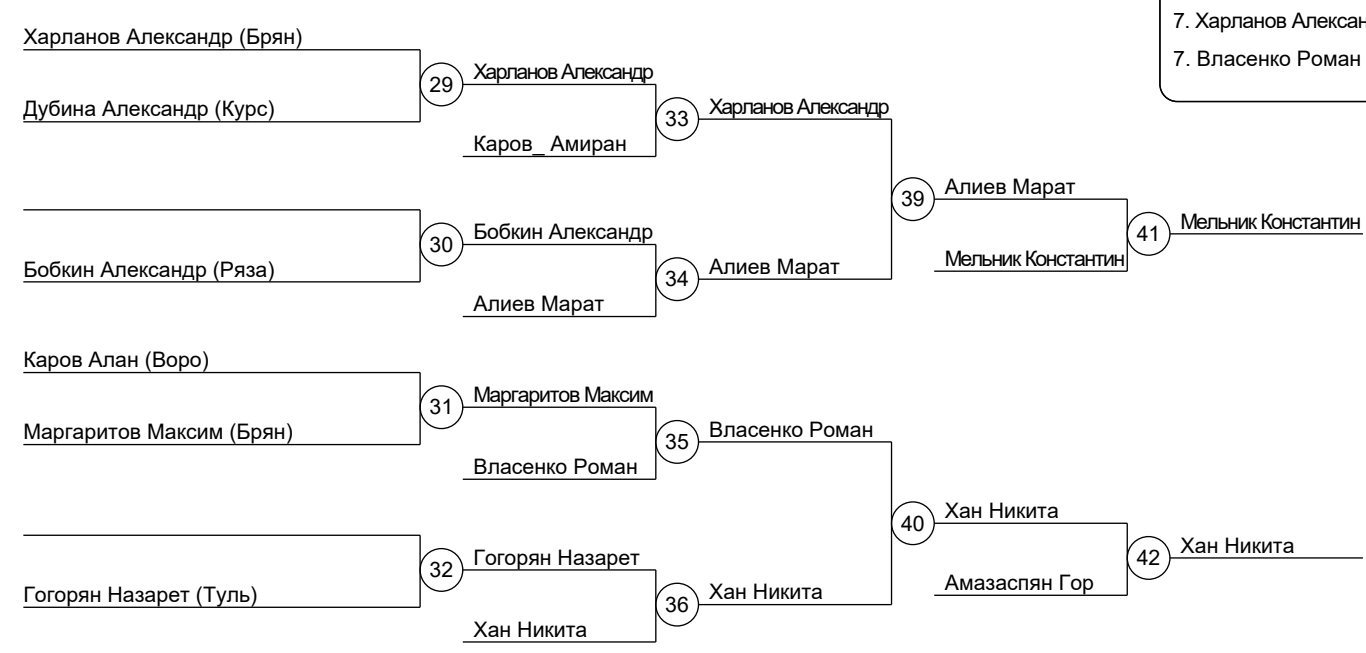 7. Харланов Алексан
7. Власенко Роман
Харланов Александр (Брян)
29
Харланов Александр
Дубина Александр (Курс)
33
Харланов Александр
Каров_ Амиран
39
Алиев Марат
30
Бобкин Александр
41
Мельник Константин
Бобкин Александр (Ряза)
34
Алиев Марат
Мельник Константин
Алиев Марат
Каров Алан (Воро)
31
Маргаритов Максим
Маргаритов Максим (Брян)
35
Власенко Роман
Власенко Роман
40
Хан Никита
32
Гогорян Назарет
42
Хан Никита
Гогорян Назарет (Туль)
36
Хан Никита
Амазаспян Гор
Хан Никита